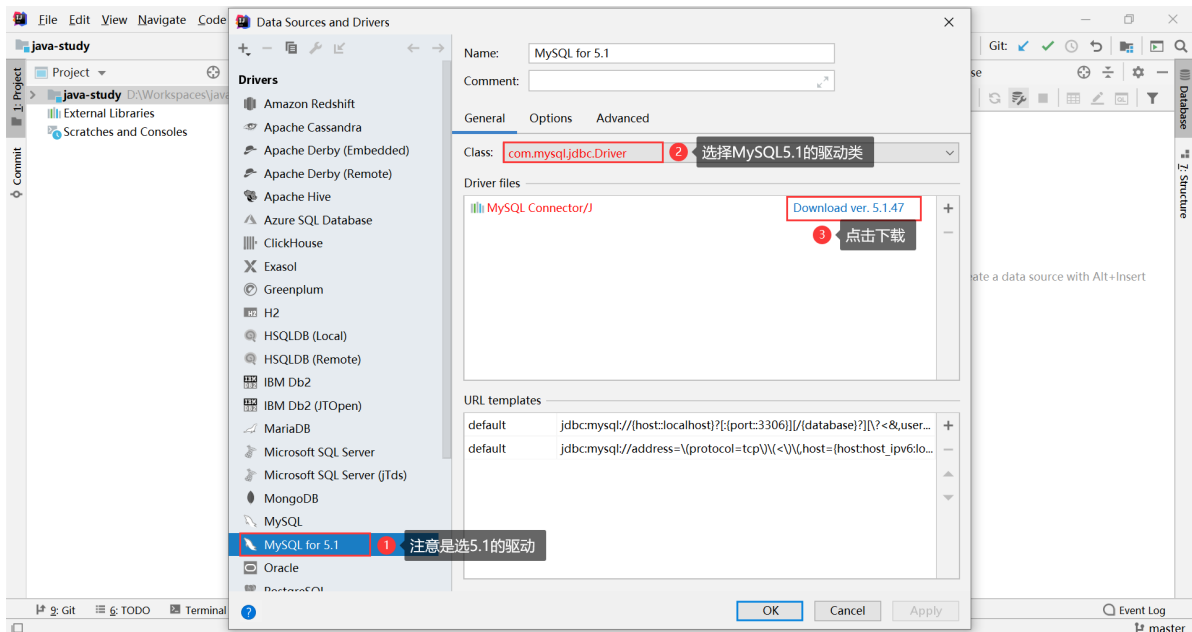 File Edit View Navigate Code
Data Sources and Drivers
java-study
Git:
Project
1: Project
Commit
java-study D:\Workspaces\java
External Libraries
Scratches and Consoles
Drivers
Amazon Redshift
Apache Cassandra
Apache Derby (Embedded)
Apache Derby (Remote)
Apache Hive
Azure SQL Database
ClickHouse
Exasol
Greenplum
H2
HSQLDB (Local)
HSQLDB (Remote)
IBM Db2
IBM Db2 (JTOpen)
MariaDB
Microsoft SQL Server
Microsoft SQL Server (jTds)
MongoDB
MySQL
MySQL for 5.1
1 注意是选5.1的驱动
Oracle
PostgreSQL
Name: MySQL for 5.1
Comment:
General Options Advanced
Class: com.mysql.jdbc.Driver
2 选择MySQL5.1的驱动类
Driver files
MySQL Connector/J Download ver. 5.1.47
3 点击下载
URL templates
default jdbc:mysql://{host::localhost}?[:{port::3306}][/{database}?][\?<&,user...
default jdbc:mysql://address=\(protocol=tcp\)\(<\)\(,host={host:host_ipv6:lo...
OK Cancel Apply
se
ate a data source with Alt+Insert
Database
7: Structure
9: Git 6: TODO Terminal
Event Log
master